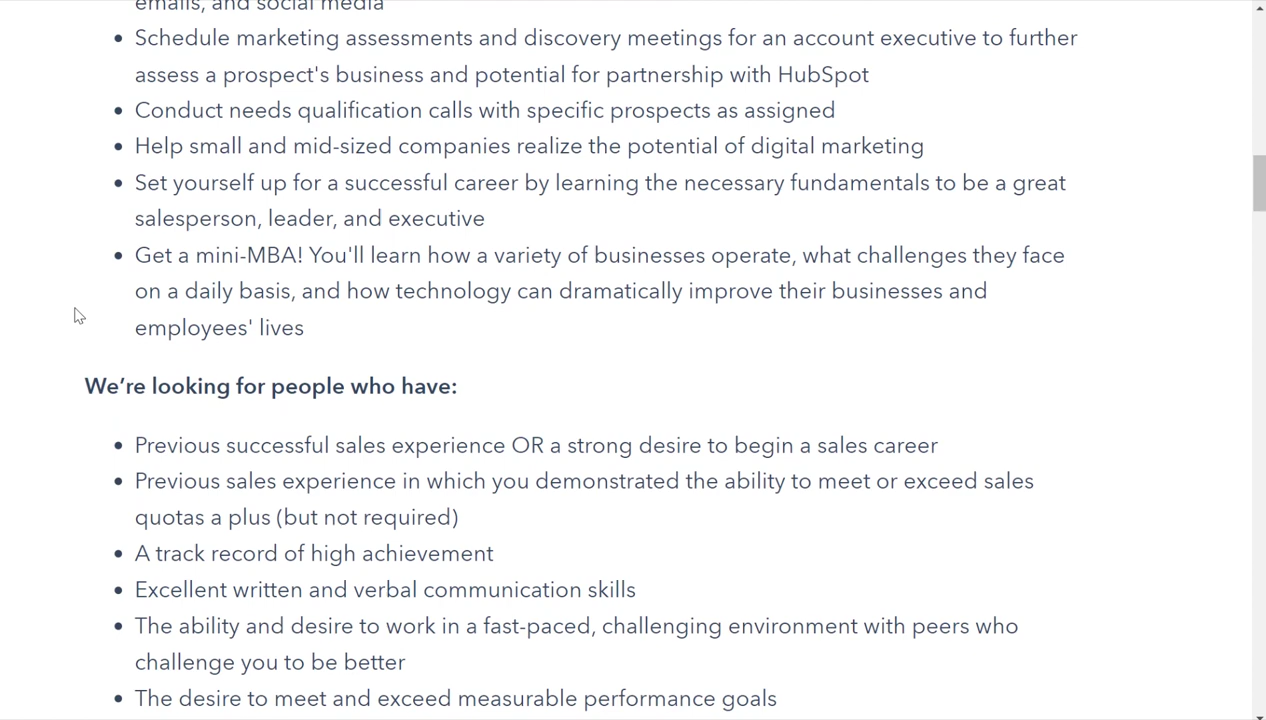 emails, and social media
Schedule marketing assessments and discovery meetings for an account executive to further
assess a prospect's business and potential for partnership with HubSpot
Conduct needs qualification calls with specific prospects as assigned
Help small and mid-sized companies realize the potential of digital marketing
Set yourself up for a successful career by learning the necessary fundamentals to be a great
salesperson, leader, and executive
Get a mini-MBA! You'll learn how a variety of businesses operate, what challenges they face
on a daily basis, and how technology can dramatically improve their businesses and
employees' lives
We’re looking for people who have:
Previous successful sales experience OR a strong desire to begin a sales career
Previous sales experience in which you demonstrated the ability to meet or exceed sales
quotas a plus (but not required)
A track record of high achievement
Excellent written and verbal communication skills
The ability and desire to work in a fast-paced, challenging environment with peers who
challenge you to be better
The desire to meet and exceed measurable performance goals